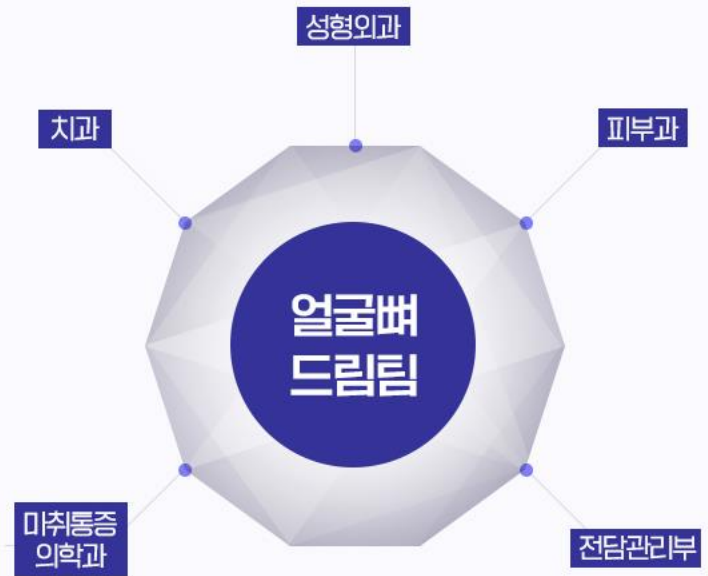 성형외과
치과
피부과
얼굴뼈
드림팀
마취통증
의학과
전담관리부